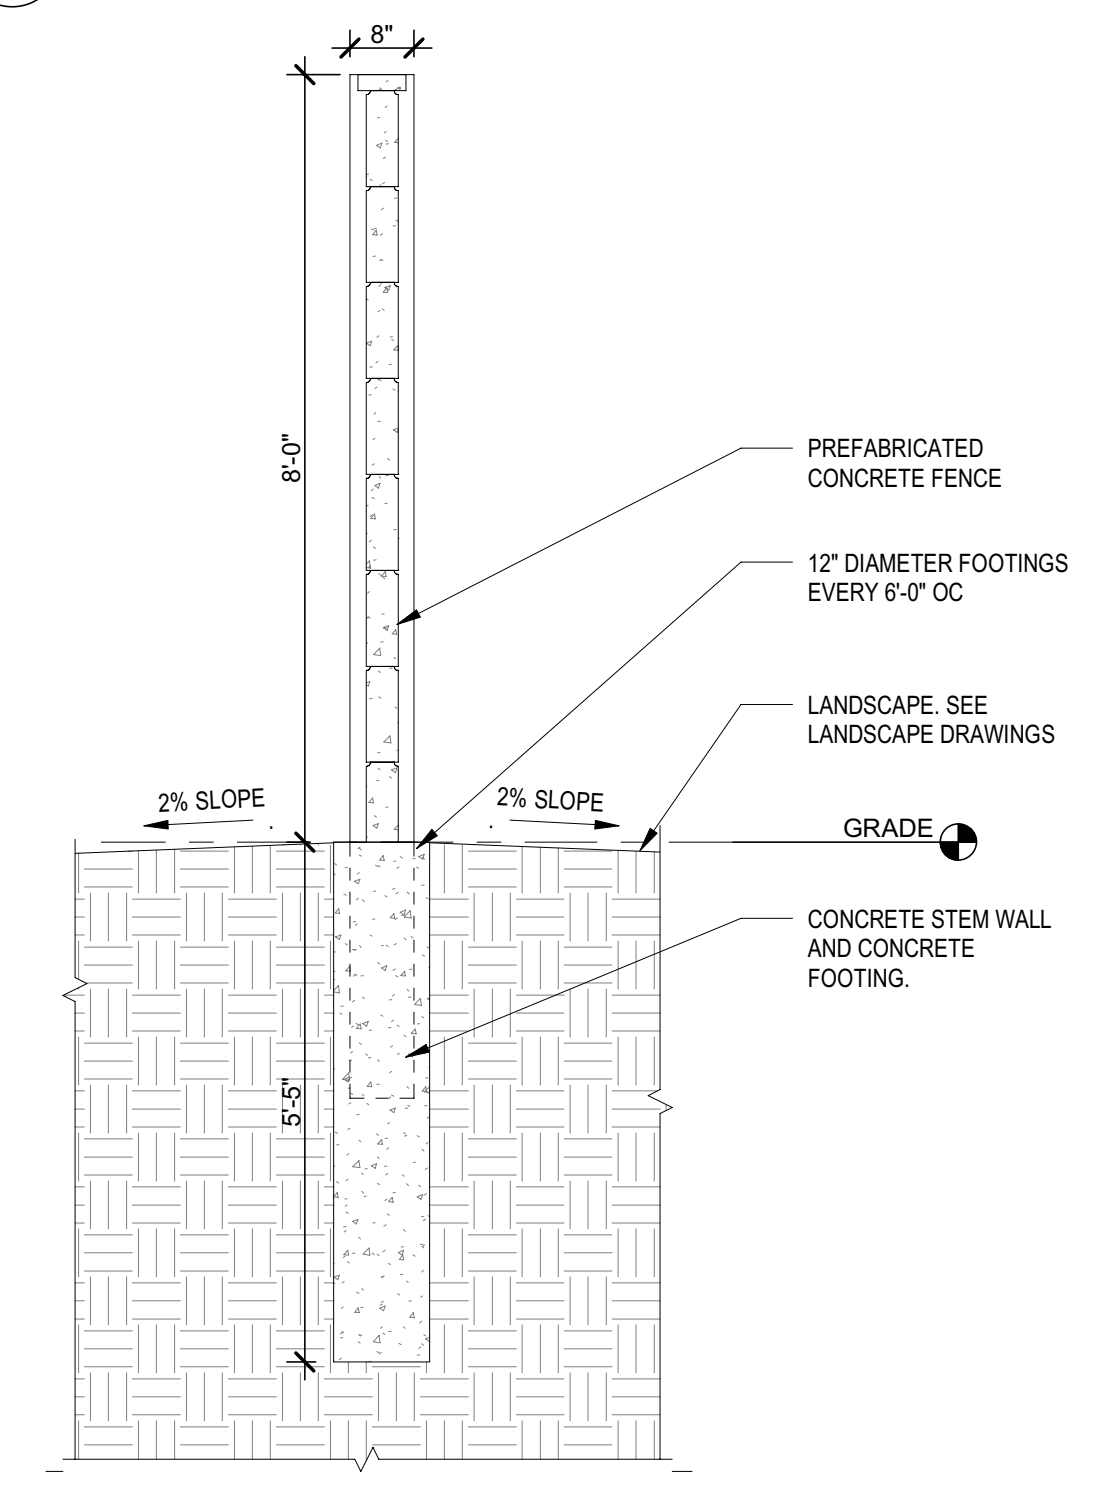 8"
8'-0"
PREFABRICATED
CONCRETE FENCE
12" DIAMETER FOOTINGS
EVERY 6'-0" OC
LANDSCAPE. SEE
LANDSCAPE DRAWINGS
2% SLOPE
2% SLOPE
GRADE
CONCRETE STEM WALL
AND CONCRETE
FOOTING.
5'-5"